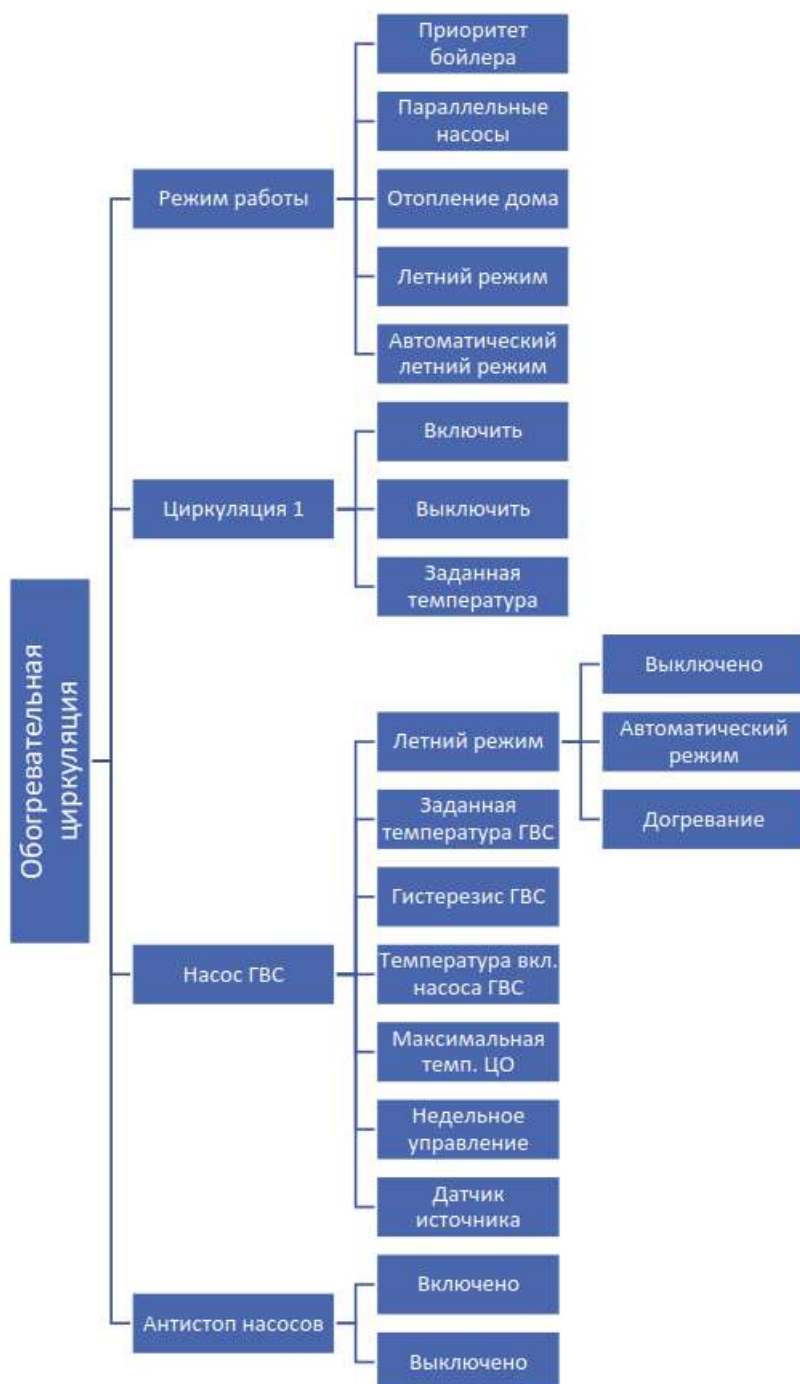 Обогревательная
циркуляция
Режим работы
Приоритет
бойлера
Параллельные
насосы
Отопление дома
Летний режим
Автоматический
летний режим
Циркуляция 1
Включить
Выключить
Заданная
температура
Насос ГВС
Летний режим
Выключено
Автоматический
режим
Догревание
Заданная
температура ГВС
Гистерезис ГВС
Температура вкл.
насоса ГВС
Максимальная
темп. ЦО
Недельное
управление
Датчик
источника
Антистоп насосов
Включено
Выключено